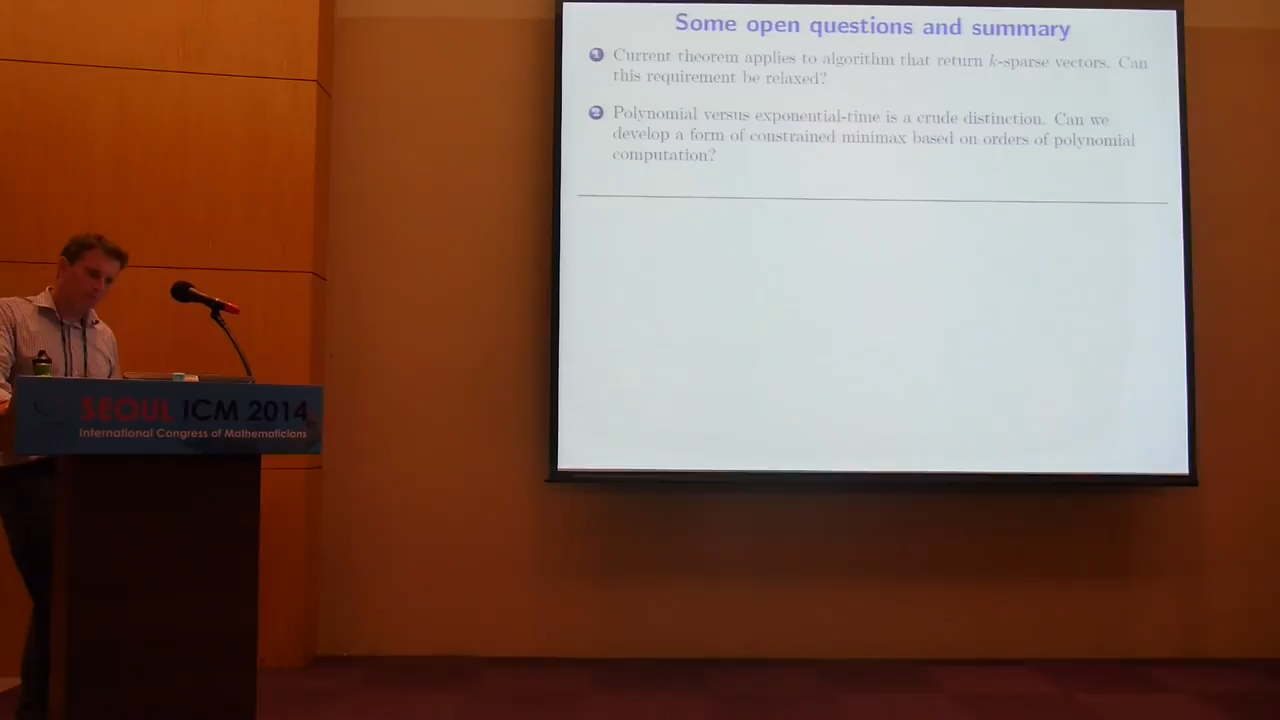 Some open questions and summary
1 Current theorem applies to algorithm that return k-sparse vectors. Can
this requirement be relaxed?
2 Polynomial versus exponential-time is a crude distinction. Can we
develop a form of constrained minimax based on orders of polynomial
computation?
SEOUL ICM 2014
International Congress of Mathematicians